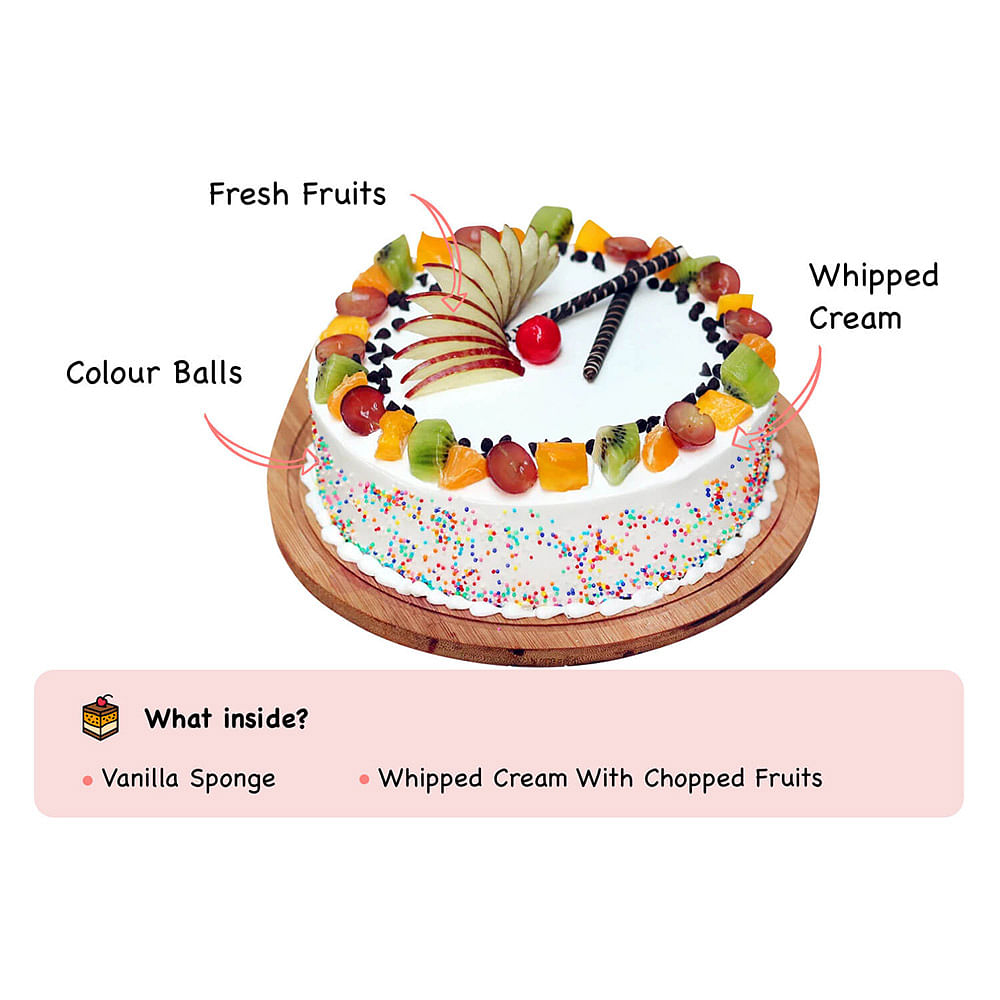 Fresh Fruits
Whipped
Cream
Colour Balls
What inside?
Vanilla Sponge
Whipped Cream With Chopped Fruits